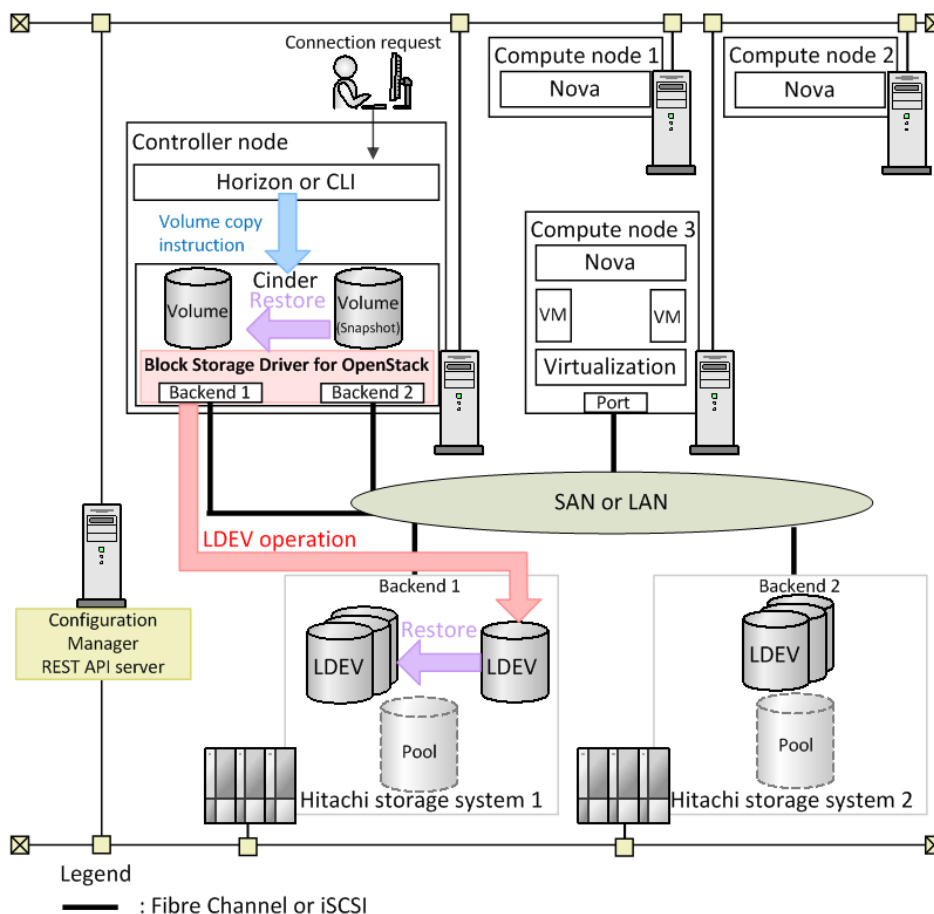 Connection request
Compute node 1
Nova
Compute node 2
Nova
Controller node
Horizon or CLI
Volume copy
instruction
Cinder
Restore
Volume
Volume
(Snapshot)
Block Storage Driver for OpenStack
Backend 1
Backend 2
Compute node 3
Nova
VM
VM
Virtualization
Port
SAN or LAN
LDEV operation
Configuration
Manager
REST API server
Backend 1
LDEV
Restore
LDEV
Pool
Hitachi storage system 1
Backend 2
LDEV
Pool
Hitachi storage system 2
Legend
: Fibre Channel or iSCSI